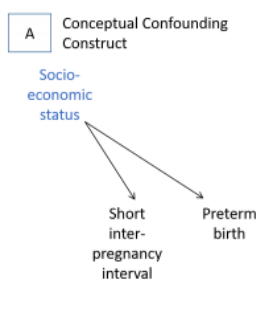 A
Conceptual Confounding
Construct
Socio-
economic
status
Short
inter-
pregnancy
interval
Preterm
birth